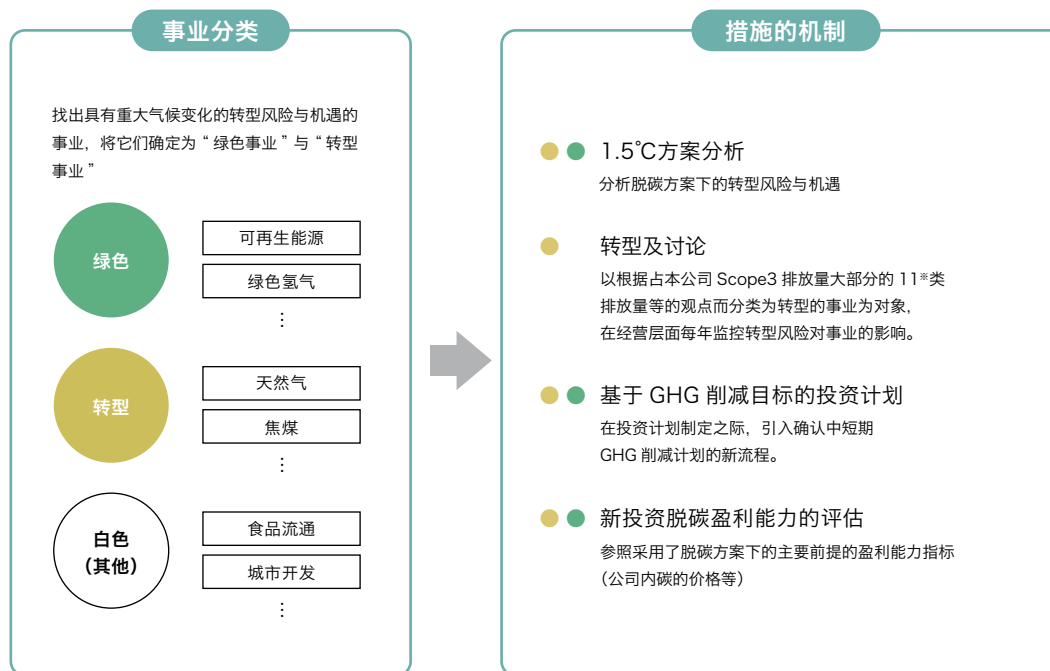 事业分类
找出具有重大气候变化的转型风险与机遇的
事业，将它们确定为“绿色事业”与“转型
事业”
绿色
可再生能源
绿色氢气
⋮
转型
天然气
焦煤
⋮
白色
（其他）
食品流通
城市开发
⋮
措施的机制
1.5℃方案分析
分析脱碳方案下的转型风险与机遇
转型及讨论
以根据占本公司 Scope3 排放量大部分的 11※类
排放量等的观点而分类为转型的事业为对象，
在经营层面每年监控转型风险对事业的影响。
基于 GHG 削减目标的投资计划
在投资计划制定之际，引入确认中短期
GHG 削减计划的新流程。
新投资脱碳盈利能力的评估
参照采用了脱碳方案下的主要前提的盈利能力指标
（公司内碳的价格等）